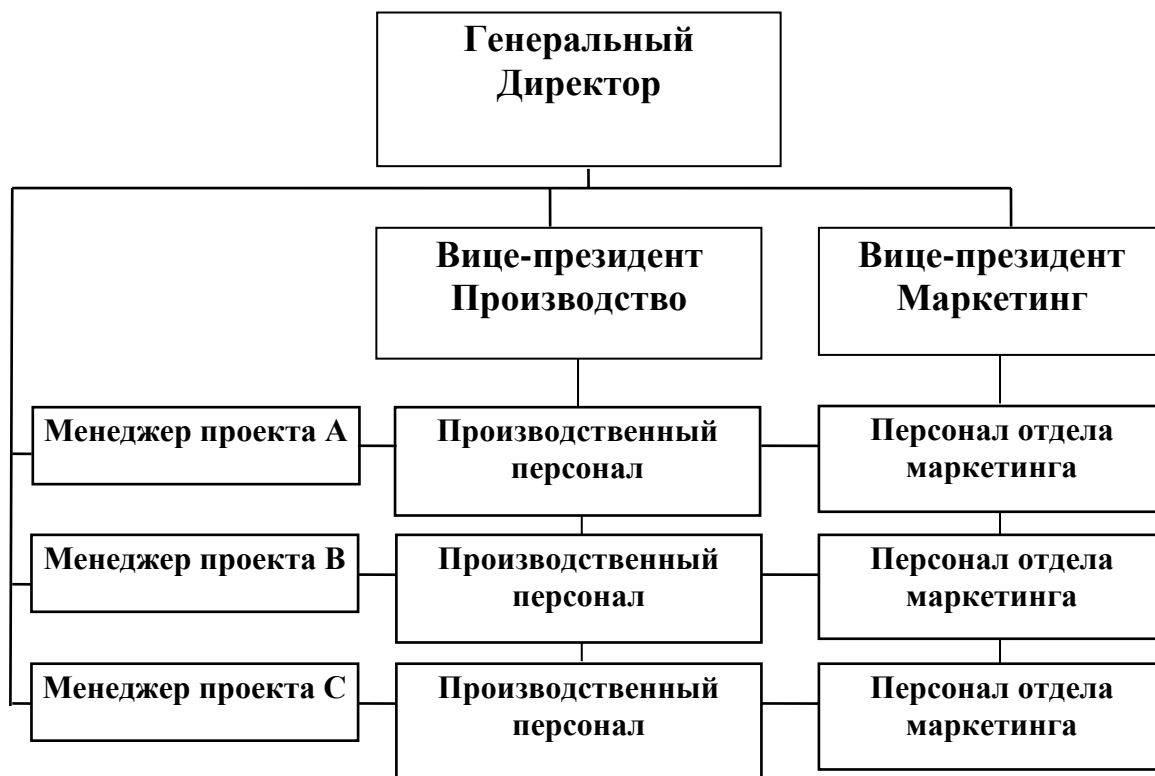 Генеральный
Директор
Вице-президент
Производство
Вице-президент
Маркетинг
Менеджер проекта А
Производственный
персонал
Персонал отдела
маркетинга
Менеджер проекта В
Производственный
персонал
Персонал отдела
маркетинга
Менеджер проекта С
Производственный
персонал
Персонал отдела
маркетинга